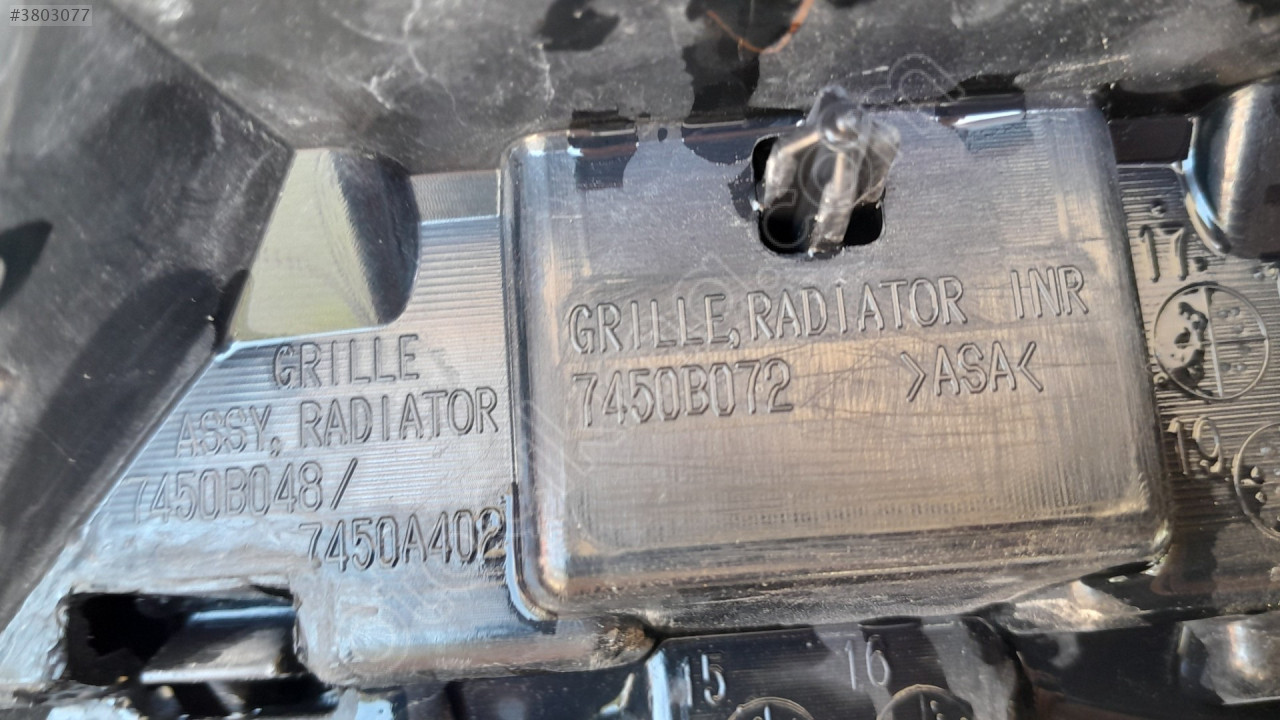 #3803077
GRILLE
ASSY, RADIATOR
7450B048/
7450A402
GRILLE, RADIATOR INR
7450B072 >ASA<
17
19
15
16